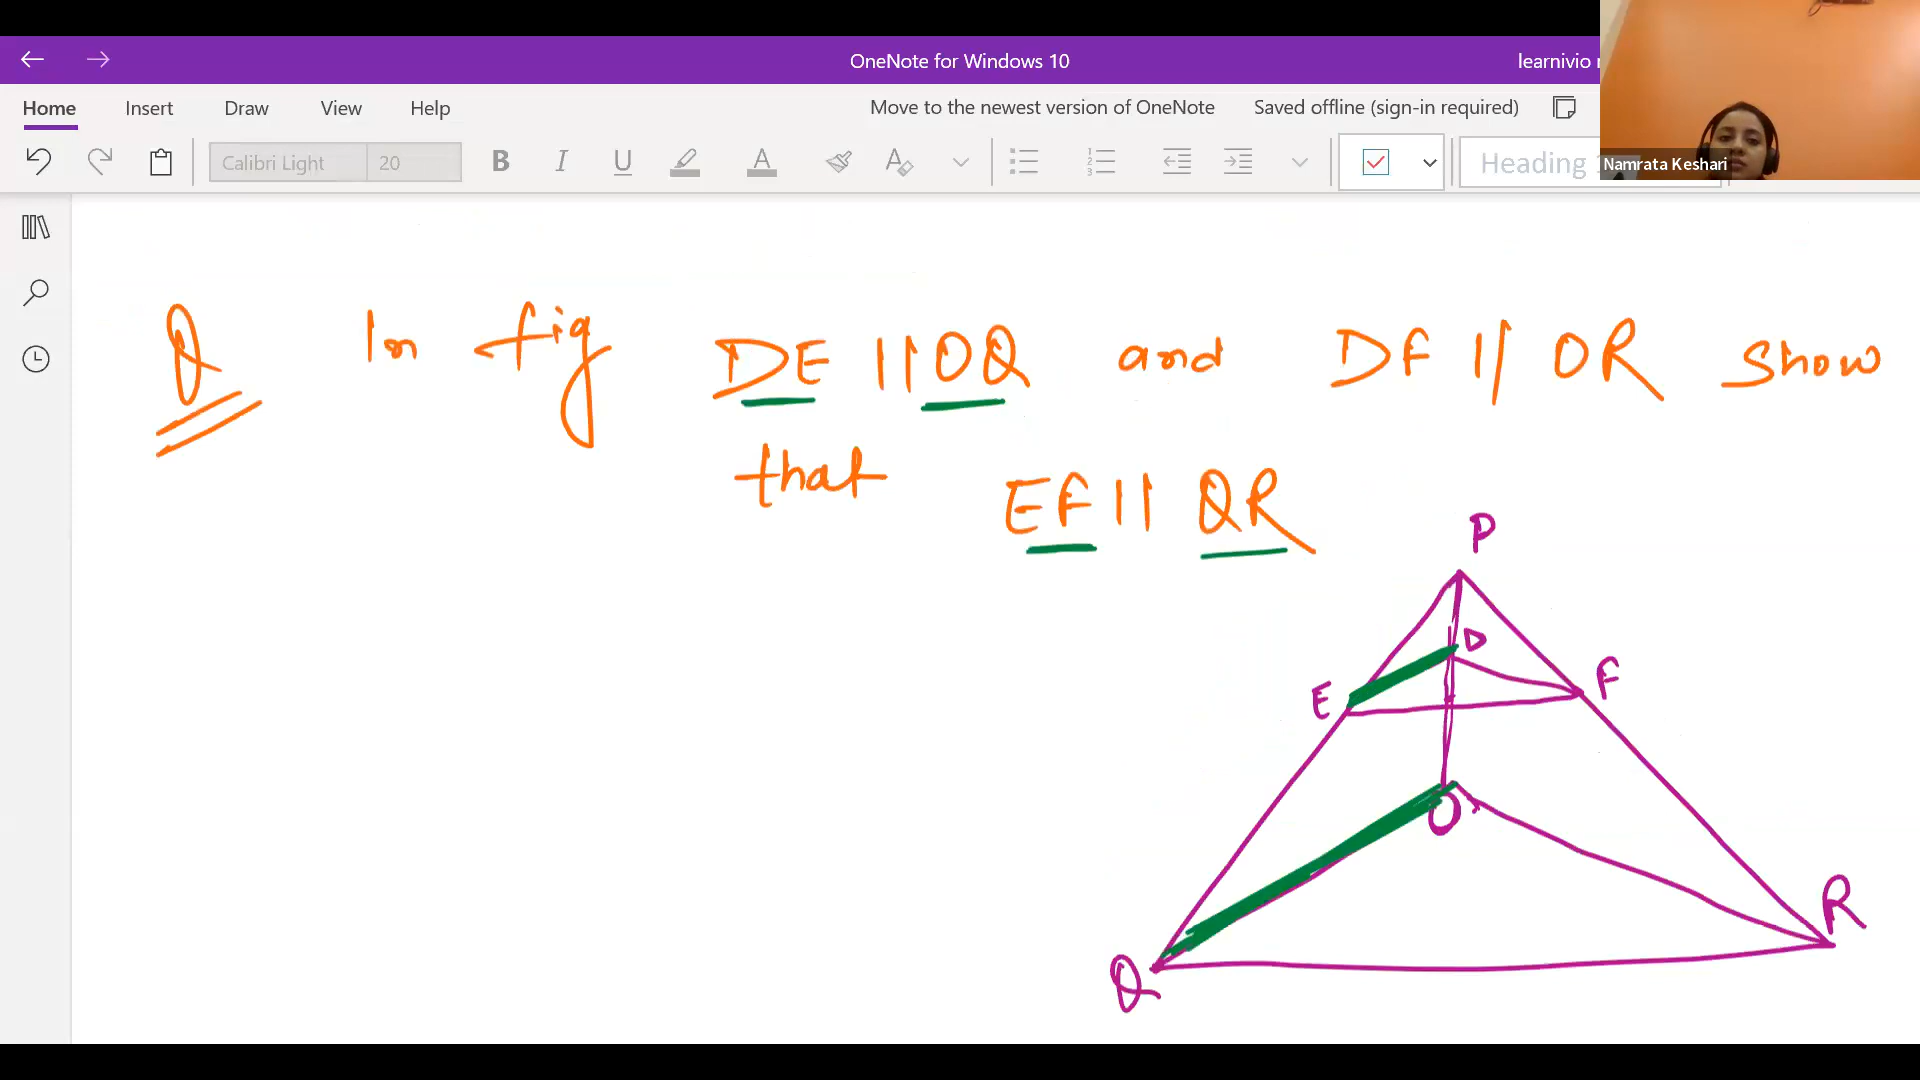 OneNote for Windows 10
learnivio
Home Insert Draw View Help
Move to the newest version of OneNote Saved offline (sign-in required)
Calibri Light 20 B I U A Heading
Namrata Keshari
Q In fig DE || OQ and DF || OR Show
that EF || QR
P
D
E F
O
R
Q